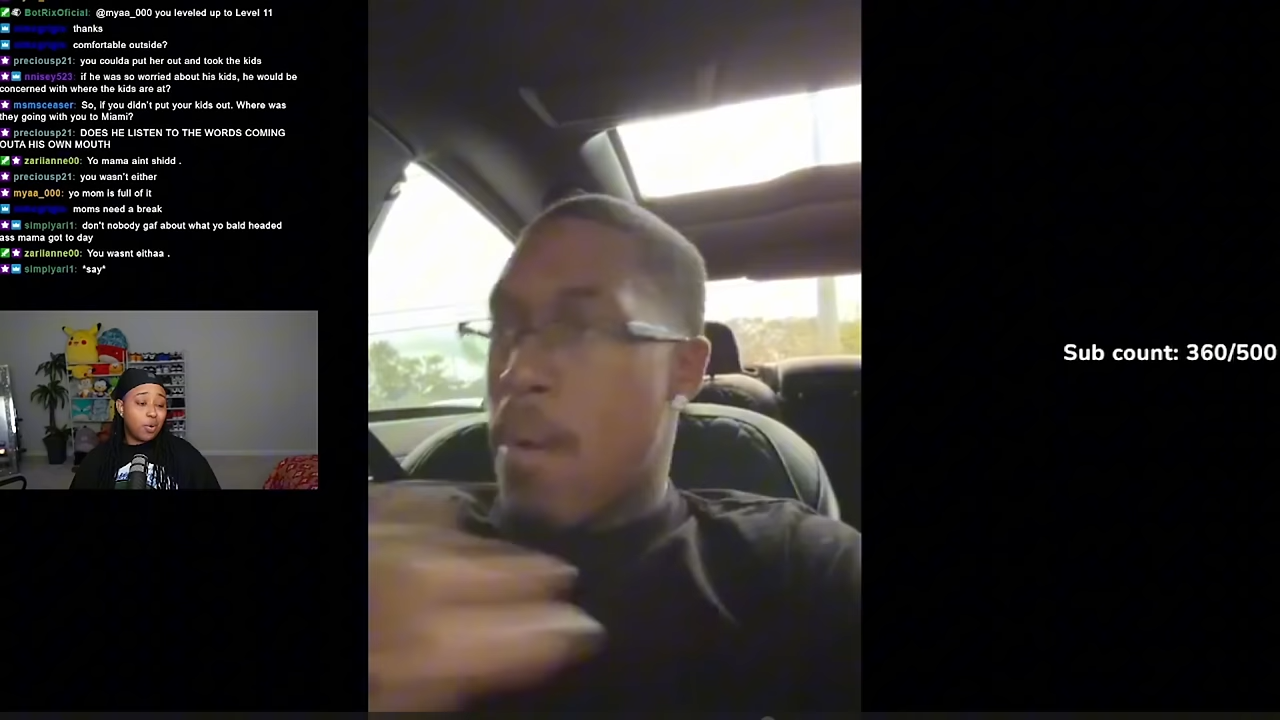 BotRixOficial: @myaa_000 you leveled up to Level 11
thanks
comfortable outside?
preciousp21: you coulda put her out and took the kids
nnisey523: if he was so worried about his kids, he would be
concerned with where the kids are at?
msmsceaser: So, if you didn't put your kids out. Where was
they going with you to Miami?
preciousp21: DOES HE LISTEN TO THE WORDS COMING
OUTA HIS OWN MOUTH
zarilanne00: Yo mama aint shidd .
preciousp21: you wasn't either
myaa_000: yo mom is full of it
moms need a break
simplyari1: don't nobody gaf about what yo bald headed
ass mama got to day
zarilanne00: You wasnt eithaa .
simplyari1: *say*
Sub count: 360/500